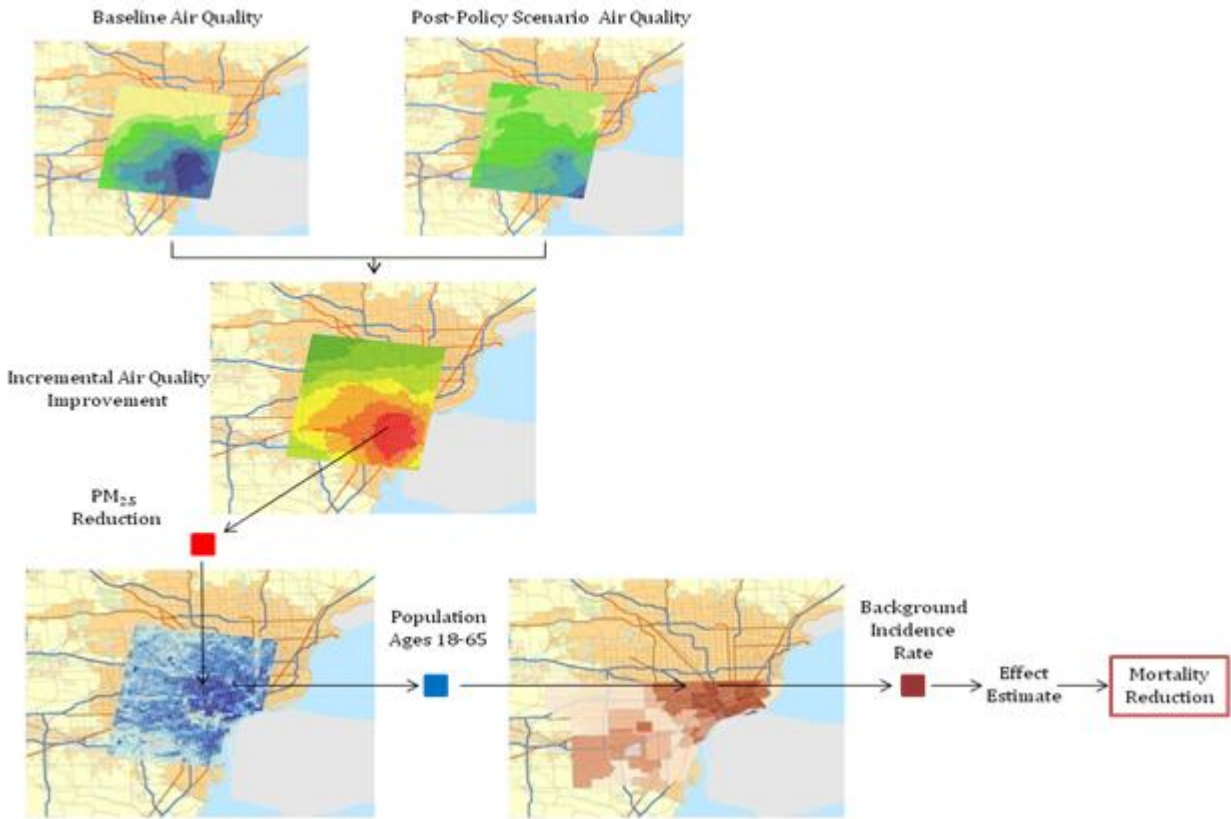 Baseline Air Quality
Post-Policy Scenario Air Quality
Incremental Air Quality
Improvement
PM₂.₅
Reduction
Population
Ages 18-65
Background
Incidence
Rate
Effect
Estimate
Mortality
Reduction